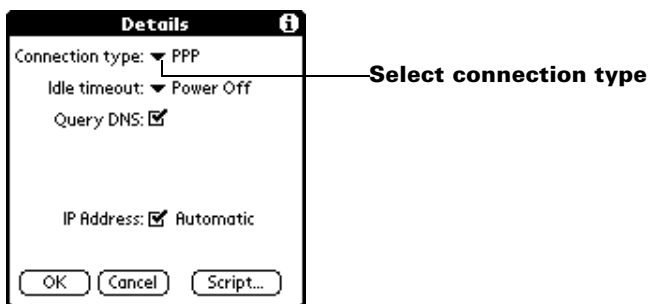 Details
Connection type: PPP
Select connection type
Idle timeout: Power Off
Query DNS:
IP Address: Automatic
OK Cancel Script...